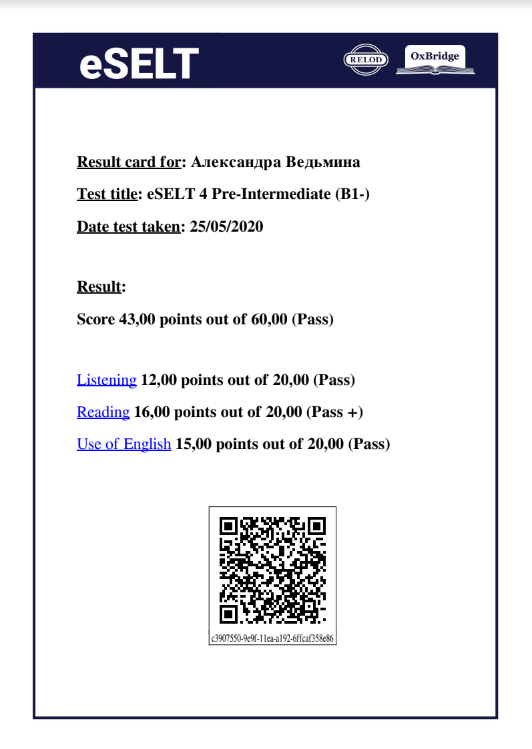 eSELT
RELOD
OxBridge
Result card for: Александра Ведьмина
Test title: eSELT 4 Pre-Intermediate (B1-)
Date test taken: 25/05/2020
Result:
Score 43,00 points out of 60,00 (Pass)
Listening 12,00 points out of 20,00 (Pass)
Reading 16,00 points out of 20,00 (Pass +)
Use of English 15,00 points out of 20,00 (Pass)
c3907550-9e9f-11ea-a192-6ffcaf358e86